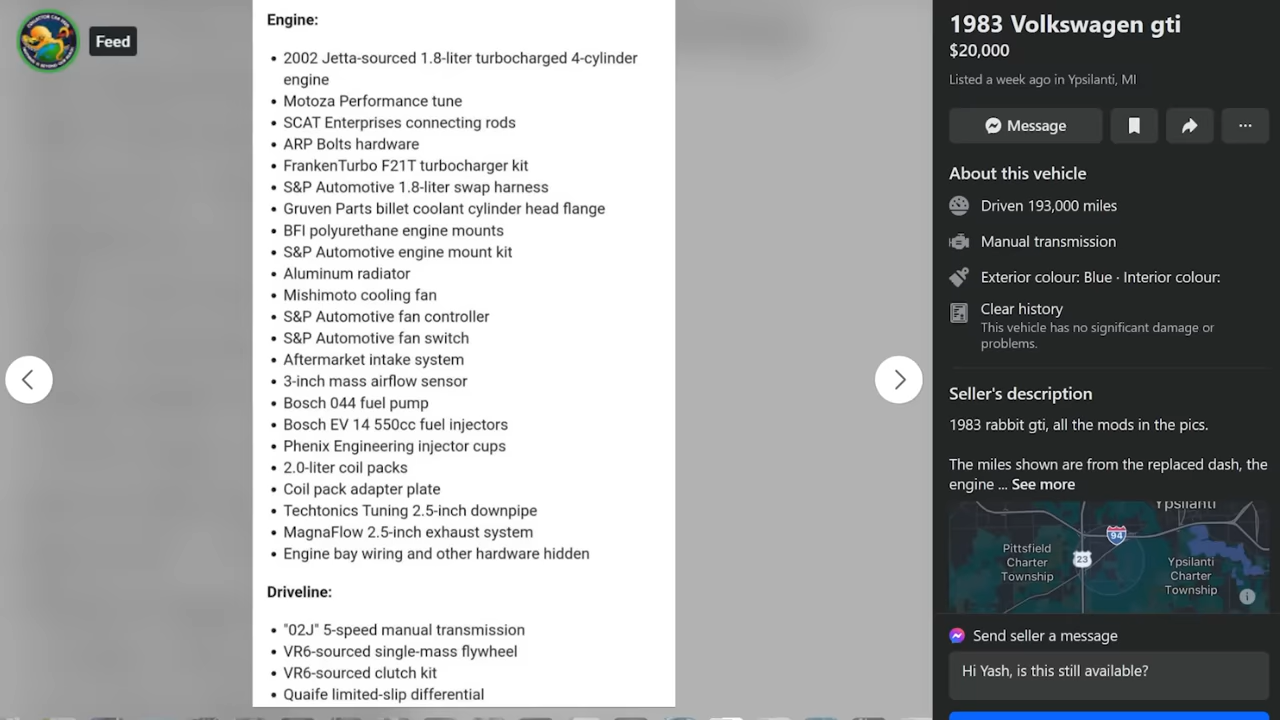 Feed
Engine:
• 2002 Jetta-sourced 1.8-liter turbocharged 4-cylinder
engine
• Motoza Performance tune
• SCAT Enterprises connecting rods
• ARP Bolts hardware
• FrankenTurbo F21T turbocharger kit
• S&P Automotive 1.8-liter swap harness
• Gruven Parts billet coolant cylinder head flange
• BFI polyurethane engine mounts
• S&P Automotive engine mount kit
• Aluminum radiator
• Mishimoto cooling fan
• S&P Automotive fan controller
• S&P Automotive fan switch
• Aftermarket intake system
• 3-inch mass airflow sensor
• Bosch 044 fuel pump
• Bosch EV 14 550cc fuel injectors
• Phenix Engineering injector cups
• 2.0-liter coil packs
• Coil pack adapter plate
• Techtonics Tuning 2.5-inch downpipe
• MagnaFlow 2.5-inch exhaust system
• Engine bay wiring and other hardware hidden
Driveline:
• "02J" 5-speed manual transmission
• VR6-sourced single-mass flywheel
• VR6-sourced clutch kit
• Quaife limited-slip differential
1983 Volkswagen gti
$20,000
Listed a week ago in Ypsilanti, MI
Message
About this vehicle
Driven 193,000 miles
Manual transmission
Exterior colour: Blue · Interior colour:
Clear history
This vehicle has no significant damage or
problems.
Seller's description
1983 rabbit gti, all the mods in the pics.
The miles shown are from the replaced dash, the
engine ... See more
Ypsilanti
94
23
Pittsfield
Charter
Township
Ypsilanti
Charter
Township
Send seller a message
Hi Yash, is this still available?